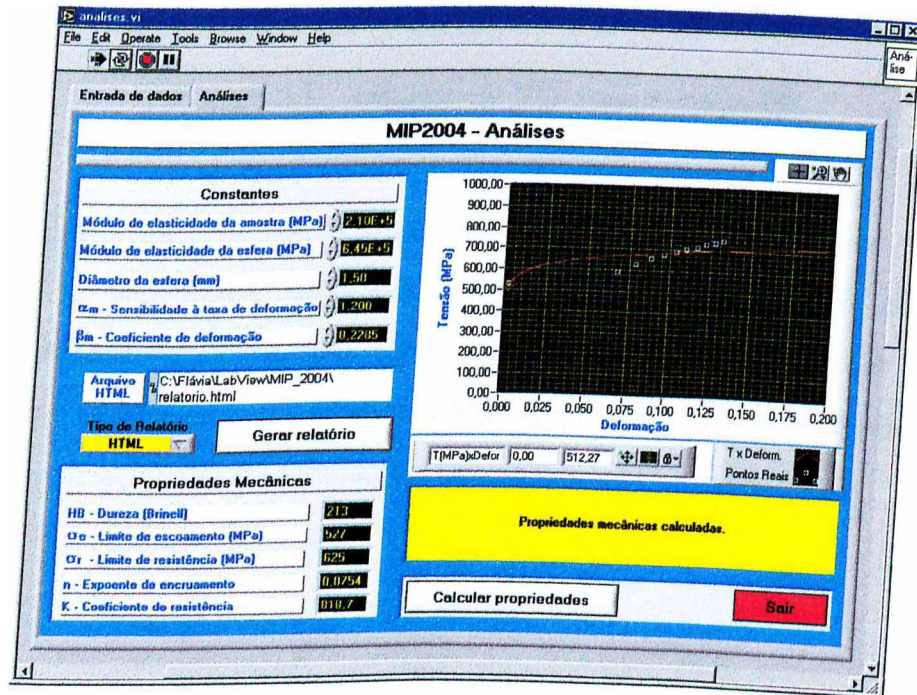 analises.vi
File Edit Operate Tools Browse Window Help
Aná-
lise
Entrada de dados Análises
MIP2004 - Análises
Constantes
Módulo de elasticidade da amostra (MPa) 2,10E+5
Módulo de elasticidade da esfera (MPa) 6,45E+5
Diâmetro da esfera (mm) 1,50
αm - Sensibilidade à taxa de deformação 1,200
βm - Coeficiente de deformação 0,2285
Arquivo
HTML
C:\Flávia\LabView\MIP_2004\
relatorio.html
Tipo de Relatório
HTML
Gerar relatório
Propriedades Mecânicas
HB - Dureza (Brinell) 213
σe - Limite de escoamento (MPa) 527
σr - Limite de resistência (MPa) 625
n - Expoente de encruamento 0,0754
K - Coeficiente de resistência
Tensão (MPa)
1000,00
900,00
800,00
700,00
600,00
500,00
400,00
300,00
200,00
100,00
0,00
0,000 0,025 0,050 0,075 0,100 0,125 0,150 0,175 0,200
Deformação
T(MPa)xDefor 0,00 512,27
T x Deform.
Pontos Reais
Propriedades mecânicas calculadas.
Calcular propriedades
Sair